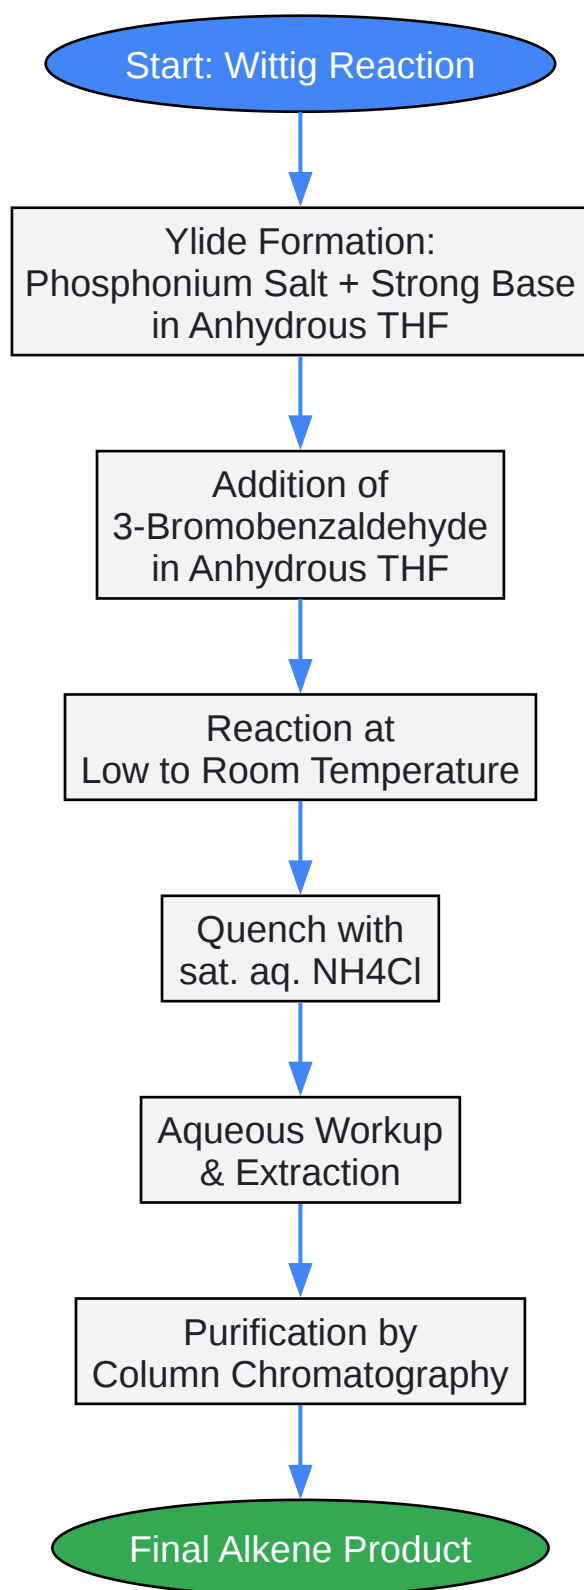 Start: Wittig Reaction
Ylide Formation:
Phosphonium Salt + Strong Base
in Anhydrous THF
Addition of
3-Bromobenzaldehyde
in Anhydrous THF
Reaction at
Low to Room Temperature
Quench with
sat. aq. NH4Cl
Aqueous Workup
& Extraction
Purification by
Column Chromatography
Final Alkene Product